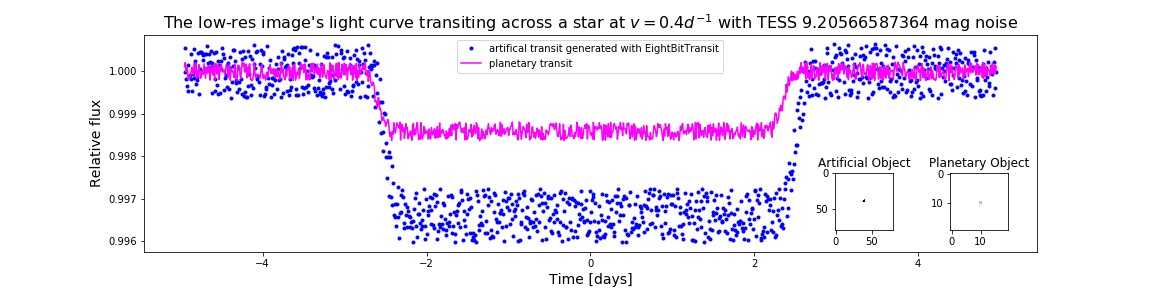 The low-res image's light curve transiting across a star at v = 0.4d⁻¹ with TESS 9.20566587364 mag noise
artifical transit generated with EightBitTransit
planetary transit
Relative flux
1.000
0.999
0.998
0.997
0.996
Artificial Object
0
50
0
50
Planetary Object
0
10
0
10
−4
−2
0
2
4
Time [days]